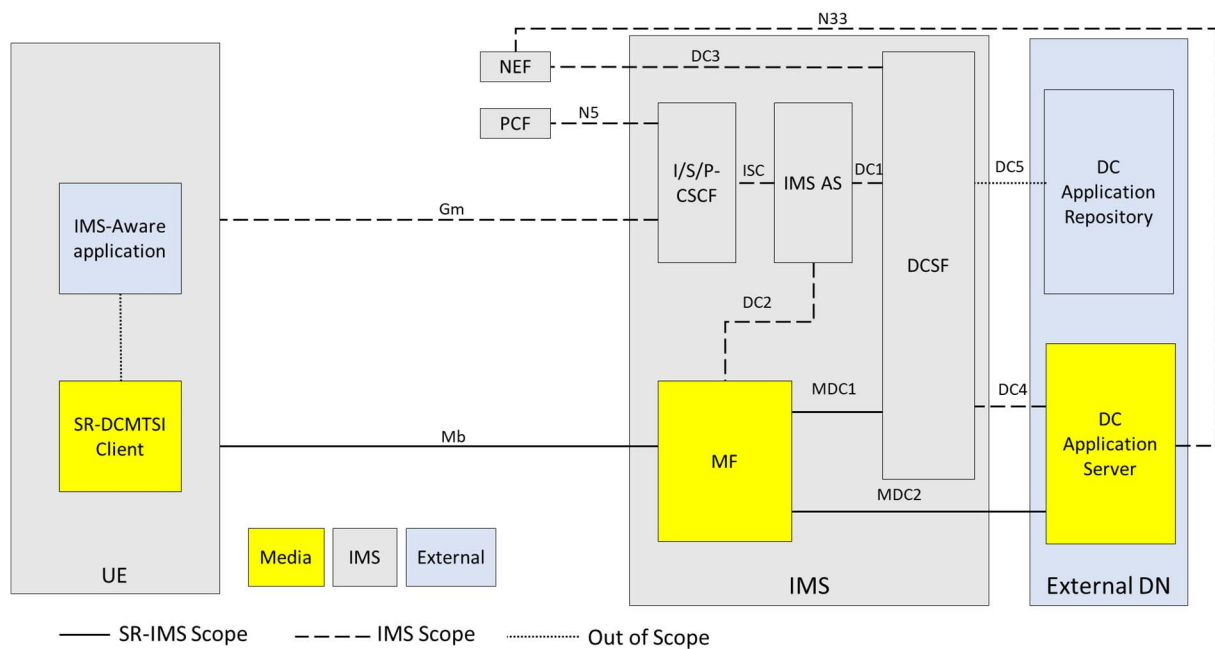 N33
NEF
DC3
PCF
N5
I/S/P-
CSCF
ISC
IMS AS
DC1
DCSF
DC5
DC
Application
Repository
IMS-Aware
application
Gm
DC2
SR-DCMTSI
Client
Mb
MF
MDC1
DC4
DC
Application
Server
MDC2
Media
IMS
External
UE
IMS
External DN
SR-IMS Scope
IMS Scope
Out of Scope